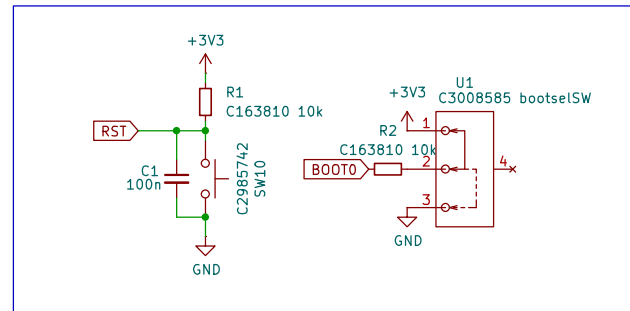 +3V3
R1
C163810 10k
RST
C1
100n
C2985742
SW10
GND
U1
C3008585 bootselSW
+3V3
R2
C163810 10k
BOOT0
1
2
3
4
GND